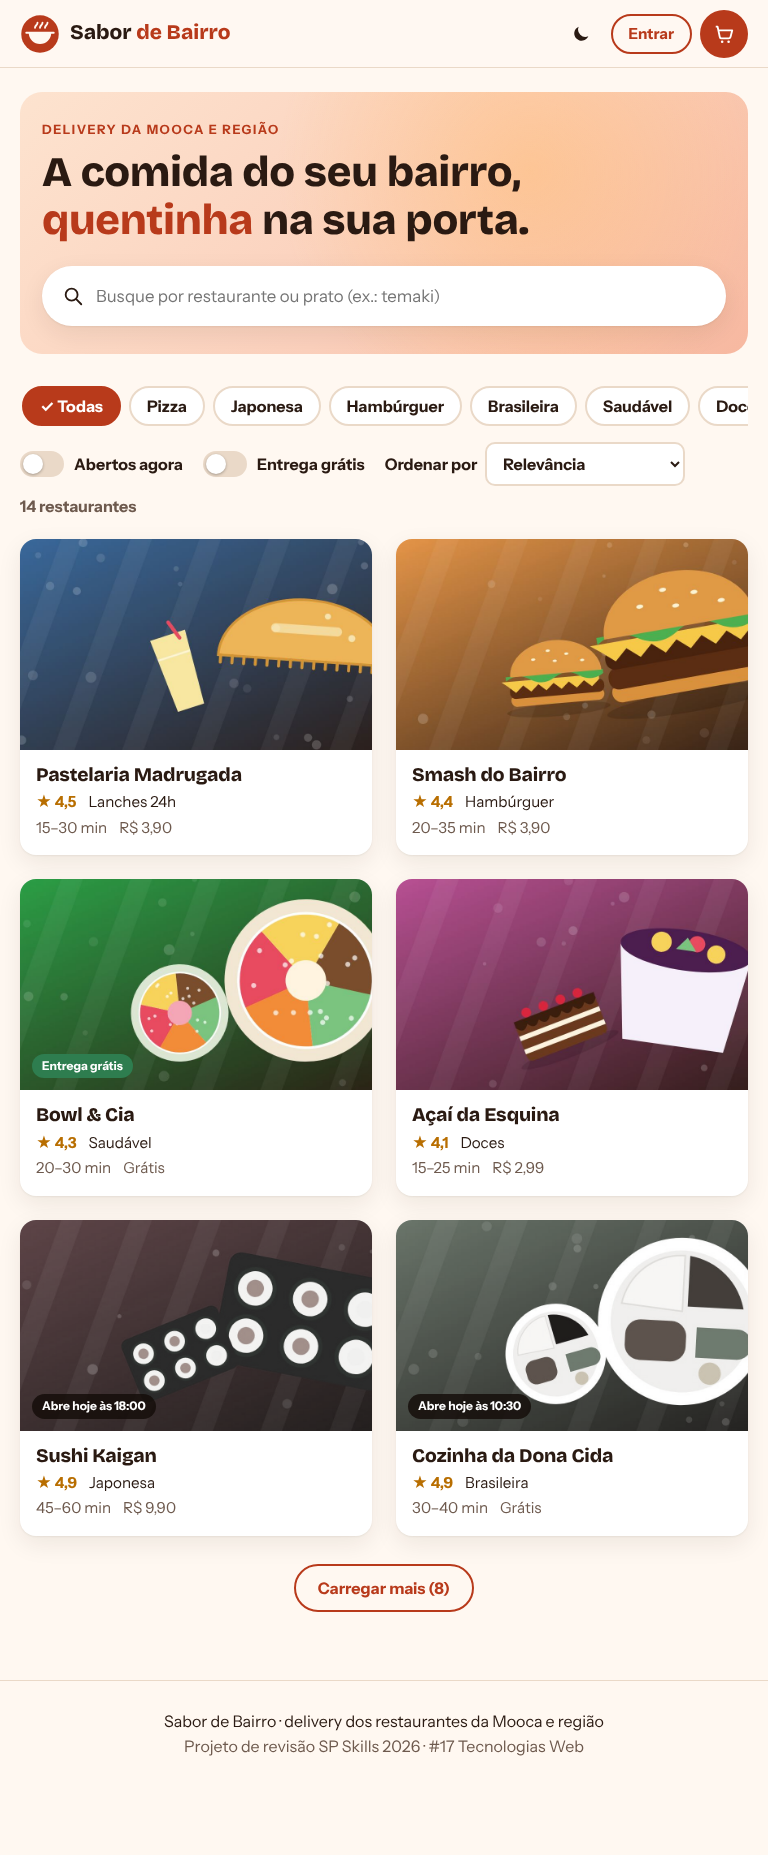 Sabor de Bairro
Entrar
DELIVERY DA MOOCA E REGIÃO
A comida do seu bairro,
quentinha na sua porta.
Busque por restaurante ou prato (ex.: temaki)
✓ Todas
Pizza
Japonesa
Hambúrguer
Brasileira
Saudável
Abertos agora
Entrega grátis
Ordenar por
Relevância
14 restaurantes
Pastelaria Madrugada
★ 4,5 Lanches 24h
15–30 min R$ 3,90
Smash do Bairro
★ 4,4 Hambúrguer
20–35 min R$ 3,90
Entrega grátis
Bowl & Cia
★ 4,3 Saudável
20–30 min Grátis
Açaí da Esquina
★ 4,1 Doces
15–25 min R$ 2,99
Abre hoje às 18:00
Sushi Kaigan
★ 4,9 Japonesa
45–60 min R$ 9,90
Abre hoje às 10:30
Cozinha da Dona Cida
★ 4,9 Brasileira
30–40 min Grátis
Carregar mais (8)
Sabor de Bairro · delivery dos restaurantes da Mooca e região
Projeto de revisão SP Skills 2026 · #17 Tecnologias Web